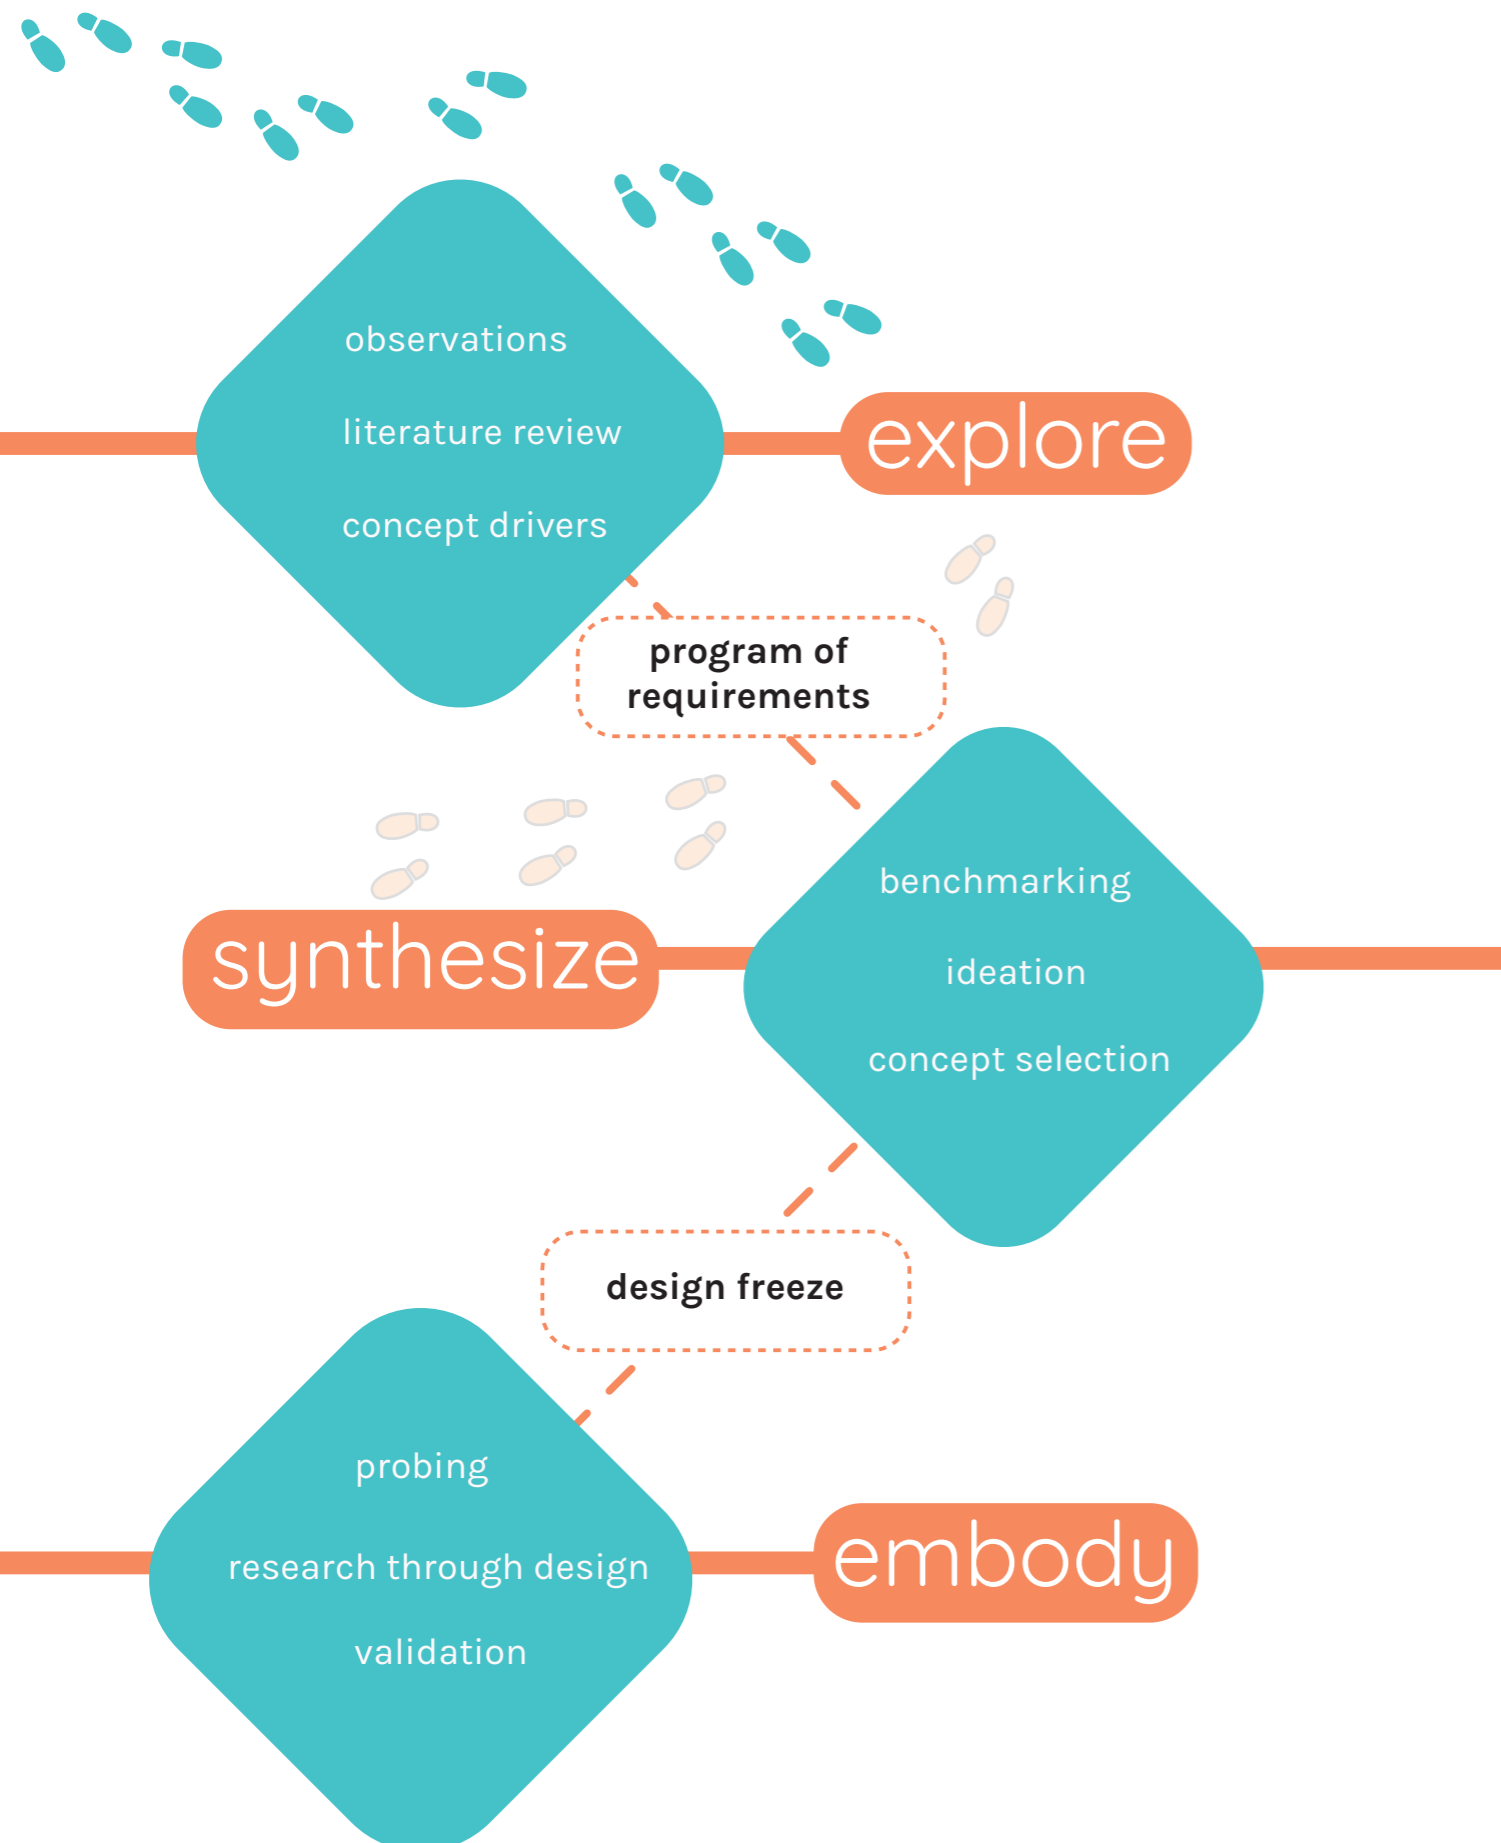 observations
literature review
explore
concept drivers
program of
requirements
benchmarking
synthesize
ideation
concept selection
design freeze
probing
research through design
embody
validation